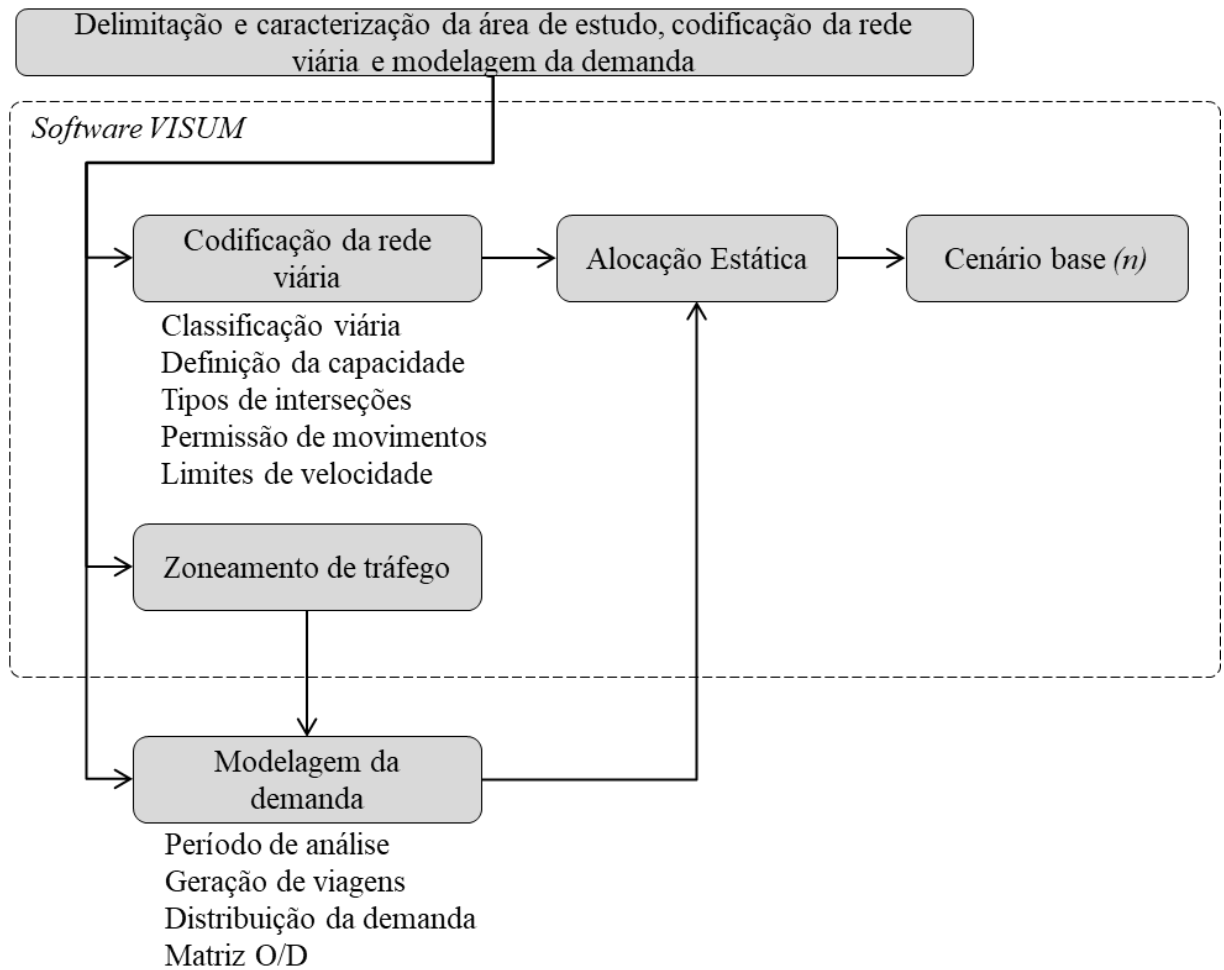 Delimitação e caracterização da área de estudo, codificação da rede
viária e modelagem da demanda
Software VISUM
Codificação da rede
viária
Alocação Estática
Cenário base (n)
Classificação viária
Definição da capacidade
Tipos de interseções
Permissão de movimentos
Limites de velocidade
Zoneamento de tráfego
Modelagem da
demanda
Período de análise
Geração de viagens
Distribuição da demanda
Matriz O/D